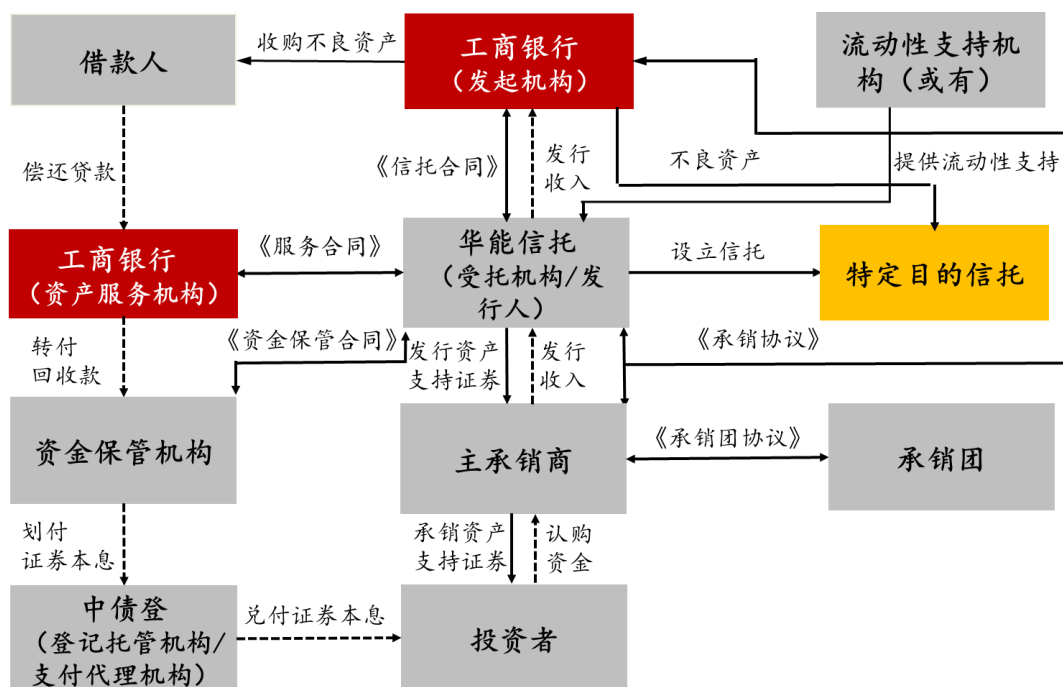 借款人
收购不良资产
工商银行
（发起机构）
流动性支持机
构（或有）
偿还贷款
《信托合同》
发行
收入
不良资产
提供流动性支持
工商银行
（资产服务机构）
《服务合同》
华能信托
（受托机构/发
行人）
设立信托
特定目的信托
转付
回收款
《资金保管合同》
发行资产
支持证券
发行
收入
《承销协议》
资金保管机构
主承销商
《承销团协议》
承销团
划付
证券本息
承销资产
支持证券
认购
资金
中债登
（登记托管机构/
支付代理机构）
兑付证券本息
投资者